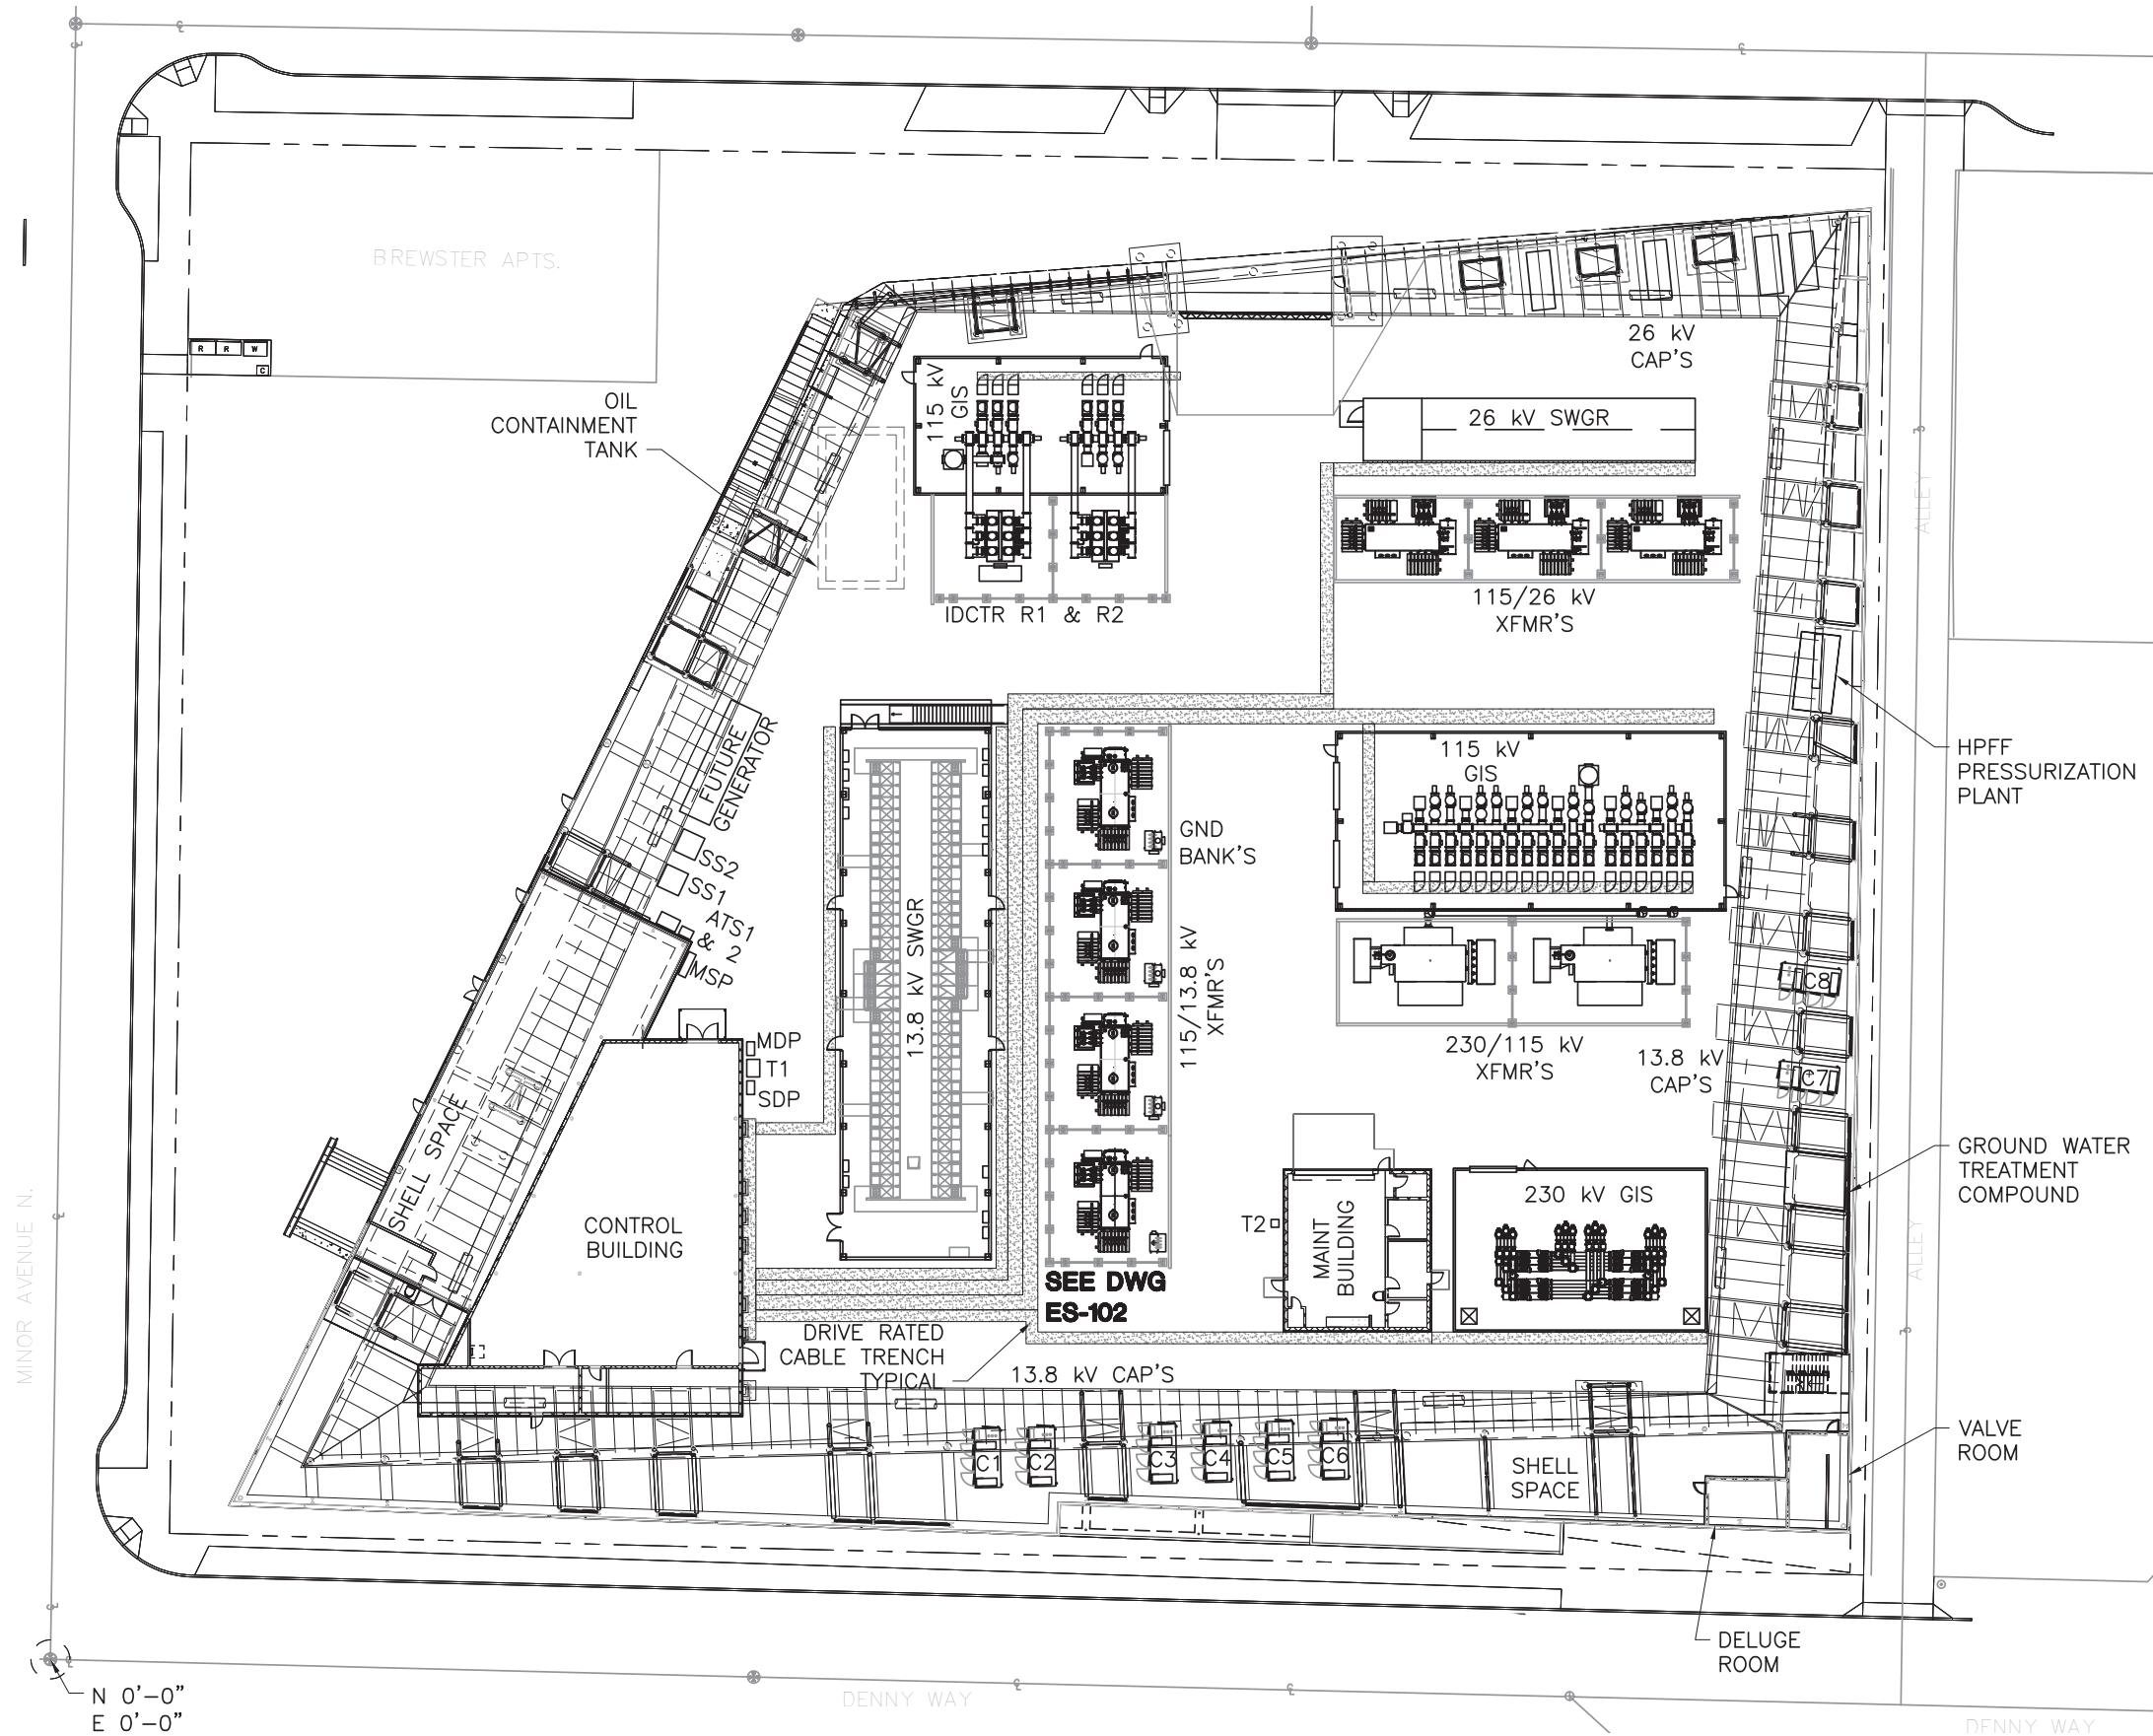 BREWSTER APTS.
R R W
C
OIL
CONTAINMENT
TANK
115 kV
GIS
26 kV
CAP'S
26 kV SWGR
IDCTR R1 & R2
115/26 kV
XFMR'S
ALLEY
FUTURE
GENERATOR
SS2
SS1
ATS1
& 2
MSP
MDP
T1
SDP
13.8 kV SWGR
GND
BANK'S
115/13.8 kV
XFMR'S
115 kV
GIS
HPFF
PRESSURIZATION
PLANT
230/115 kV
XFMR'S
13.8 kV
CAP'S
C8
C7
GROUND WATER
TREATMENT
COMPOUND
SHELL SPACE
CONTROL
BUILDING
T2
MAINT
BUILDING
230 kV GIS
ALLEY
MINOR AVENUE N.
SEE DWG
ES-102
DRIVE RATED
CABLE TRENCH
TYPICAL
13.8 kV CAP'S
C1
C2
C3
C4
C5
C6
SHELL
SPACE
VALVE
ROOM
DELUGE
ROOM
N 0'-0"
E 0'-0"
DENNY WAY
DENNY WAY